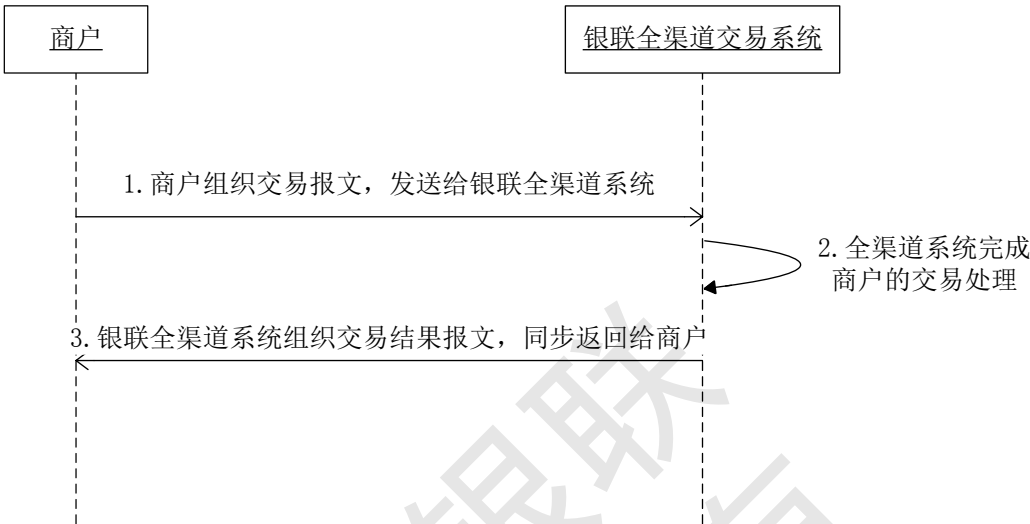 商户
银联全渠道交易系统
1.商户组织交易报文，发送给银联全渠道系统
2.全渠道系统完成
商户的交易处理
3.银联全渠道系统组织交易结果报文，同步返回给商户
银联